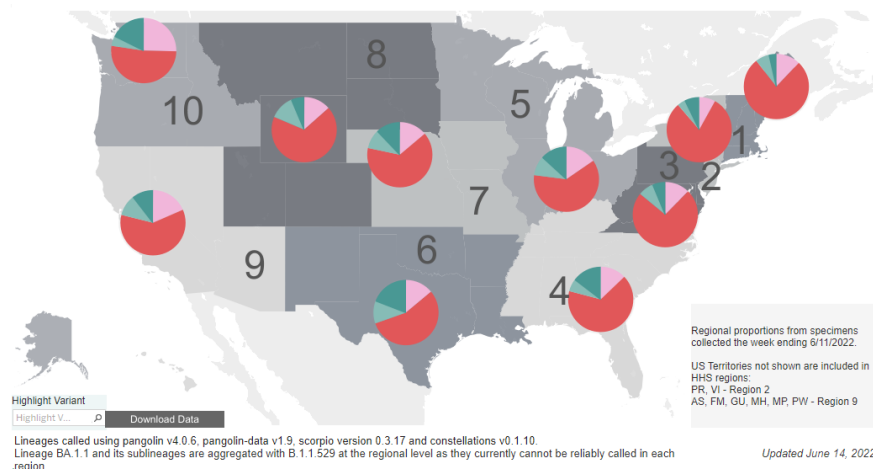 8
10
5
1
3
2
7
6
9
4
Regional proportions from specimens
collected the week ending 6/11/2022.
US Territories not shown are included in
HHS regions:
PR, VI - Region 2
AS, FM, GU, MH, MP, PW - Region 9
Highlight Variant
Highlight V...
Download Data
Lineages called using pangolin v4.0.6, pangolin-data v1.9, scorpio version 0.3.17 and constellations v0.1.10.
Lineage BA.1.1 and its sublineages are aggregated with B.1.1.529 at the regional level as they currently cannot be reliably called in each
region
Updated June 14, 2022